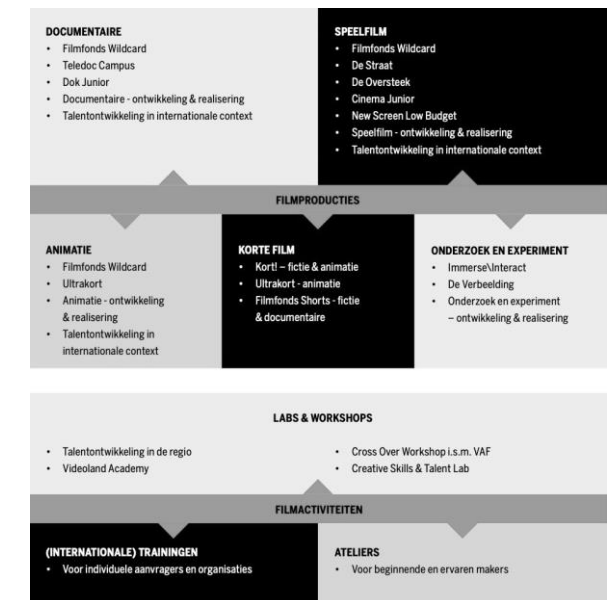 DOCUMENTAIRE
• Filmfonds Wildcard
• Teledoc Campus
• Dok Junior
• Documentaire - ontwikkeling & realisering
• Talentontwikkeling in internationale context
SPEELFILM
• Filmfonds Wildcard
• De Straat
• De Oversteek
• Cinema Junior
• New Screen Low Budget
• Speelfilm - ontwikkeling & realisering
• Talentontwikkeling in internationale context
FILMPRODUCTIES
ANIMATIE
• Filmfonds Wildcard
• Ultrakort
• Animatie - ontwikkeling
& realisering
• Talentontwikkeling in
internationale context
KORTE FILM
• Kort! – fictie & animatie
• Ultrakort - animatie
• Filmfonds Shorts - fictie
& documentaire
ONDERZOEK EN EXPERIMENT
• Immerse\Interact
• De Verbeelding
• Onderzoek en experiment
– ontwikkeling & realisering
LABS & WORKSHOPS
• Talentontwikkeling in de regio
• Videoland Academy
• Cross Over Workshop i.s.m. VAF
• Creative Skills & Talent Lab
FILMACTIVITEITEN
(INTERNATIONALE) TRAININGEN
• Voor individuele aanvragers en organisaties
ATELIERS
• Voor beginnende en ervaren makers